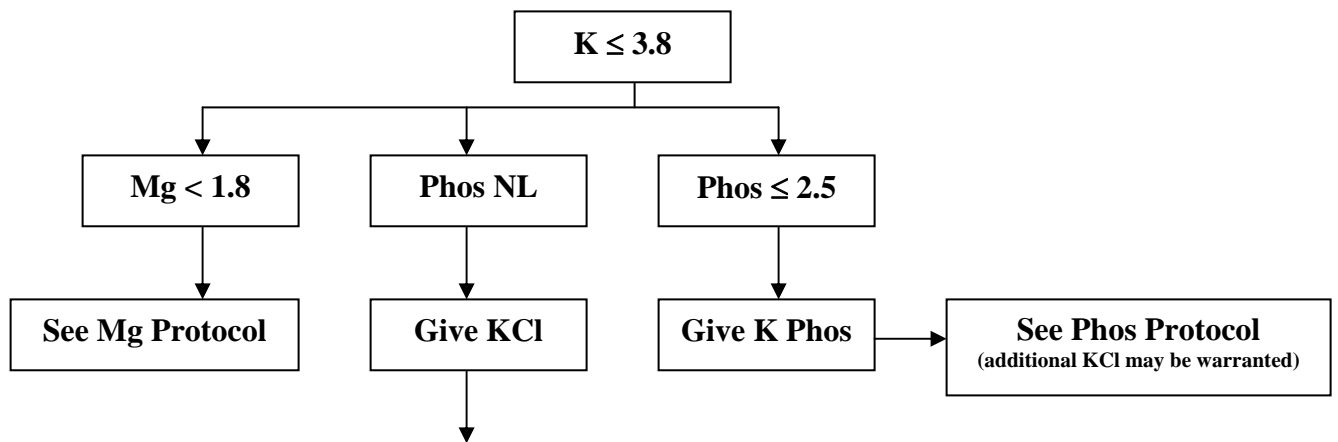 K ≤ 3.8
Mg < 1.8
Phos NL
Phos ≤ 2.5
See Mg Protocol
Give KCl
Give K Phos
See Phos Protocol
(additional KCl may be warranted)